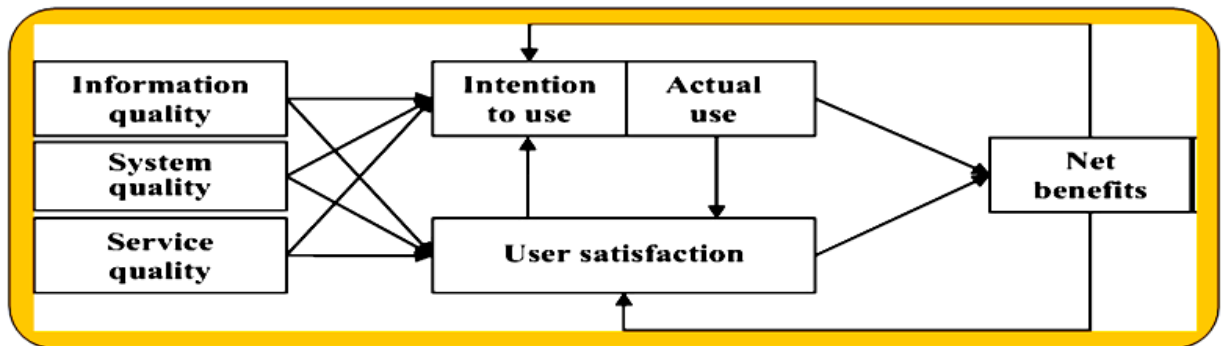 Information
quality
System
quality
Service
quality
Intention
to use
Actual
use
User satisfaction
Net
benefits